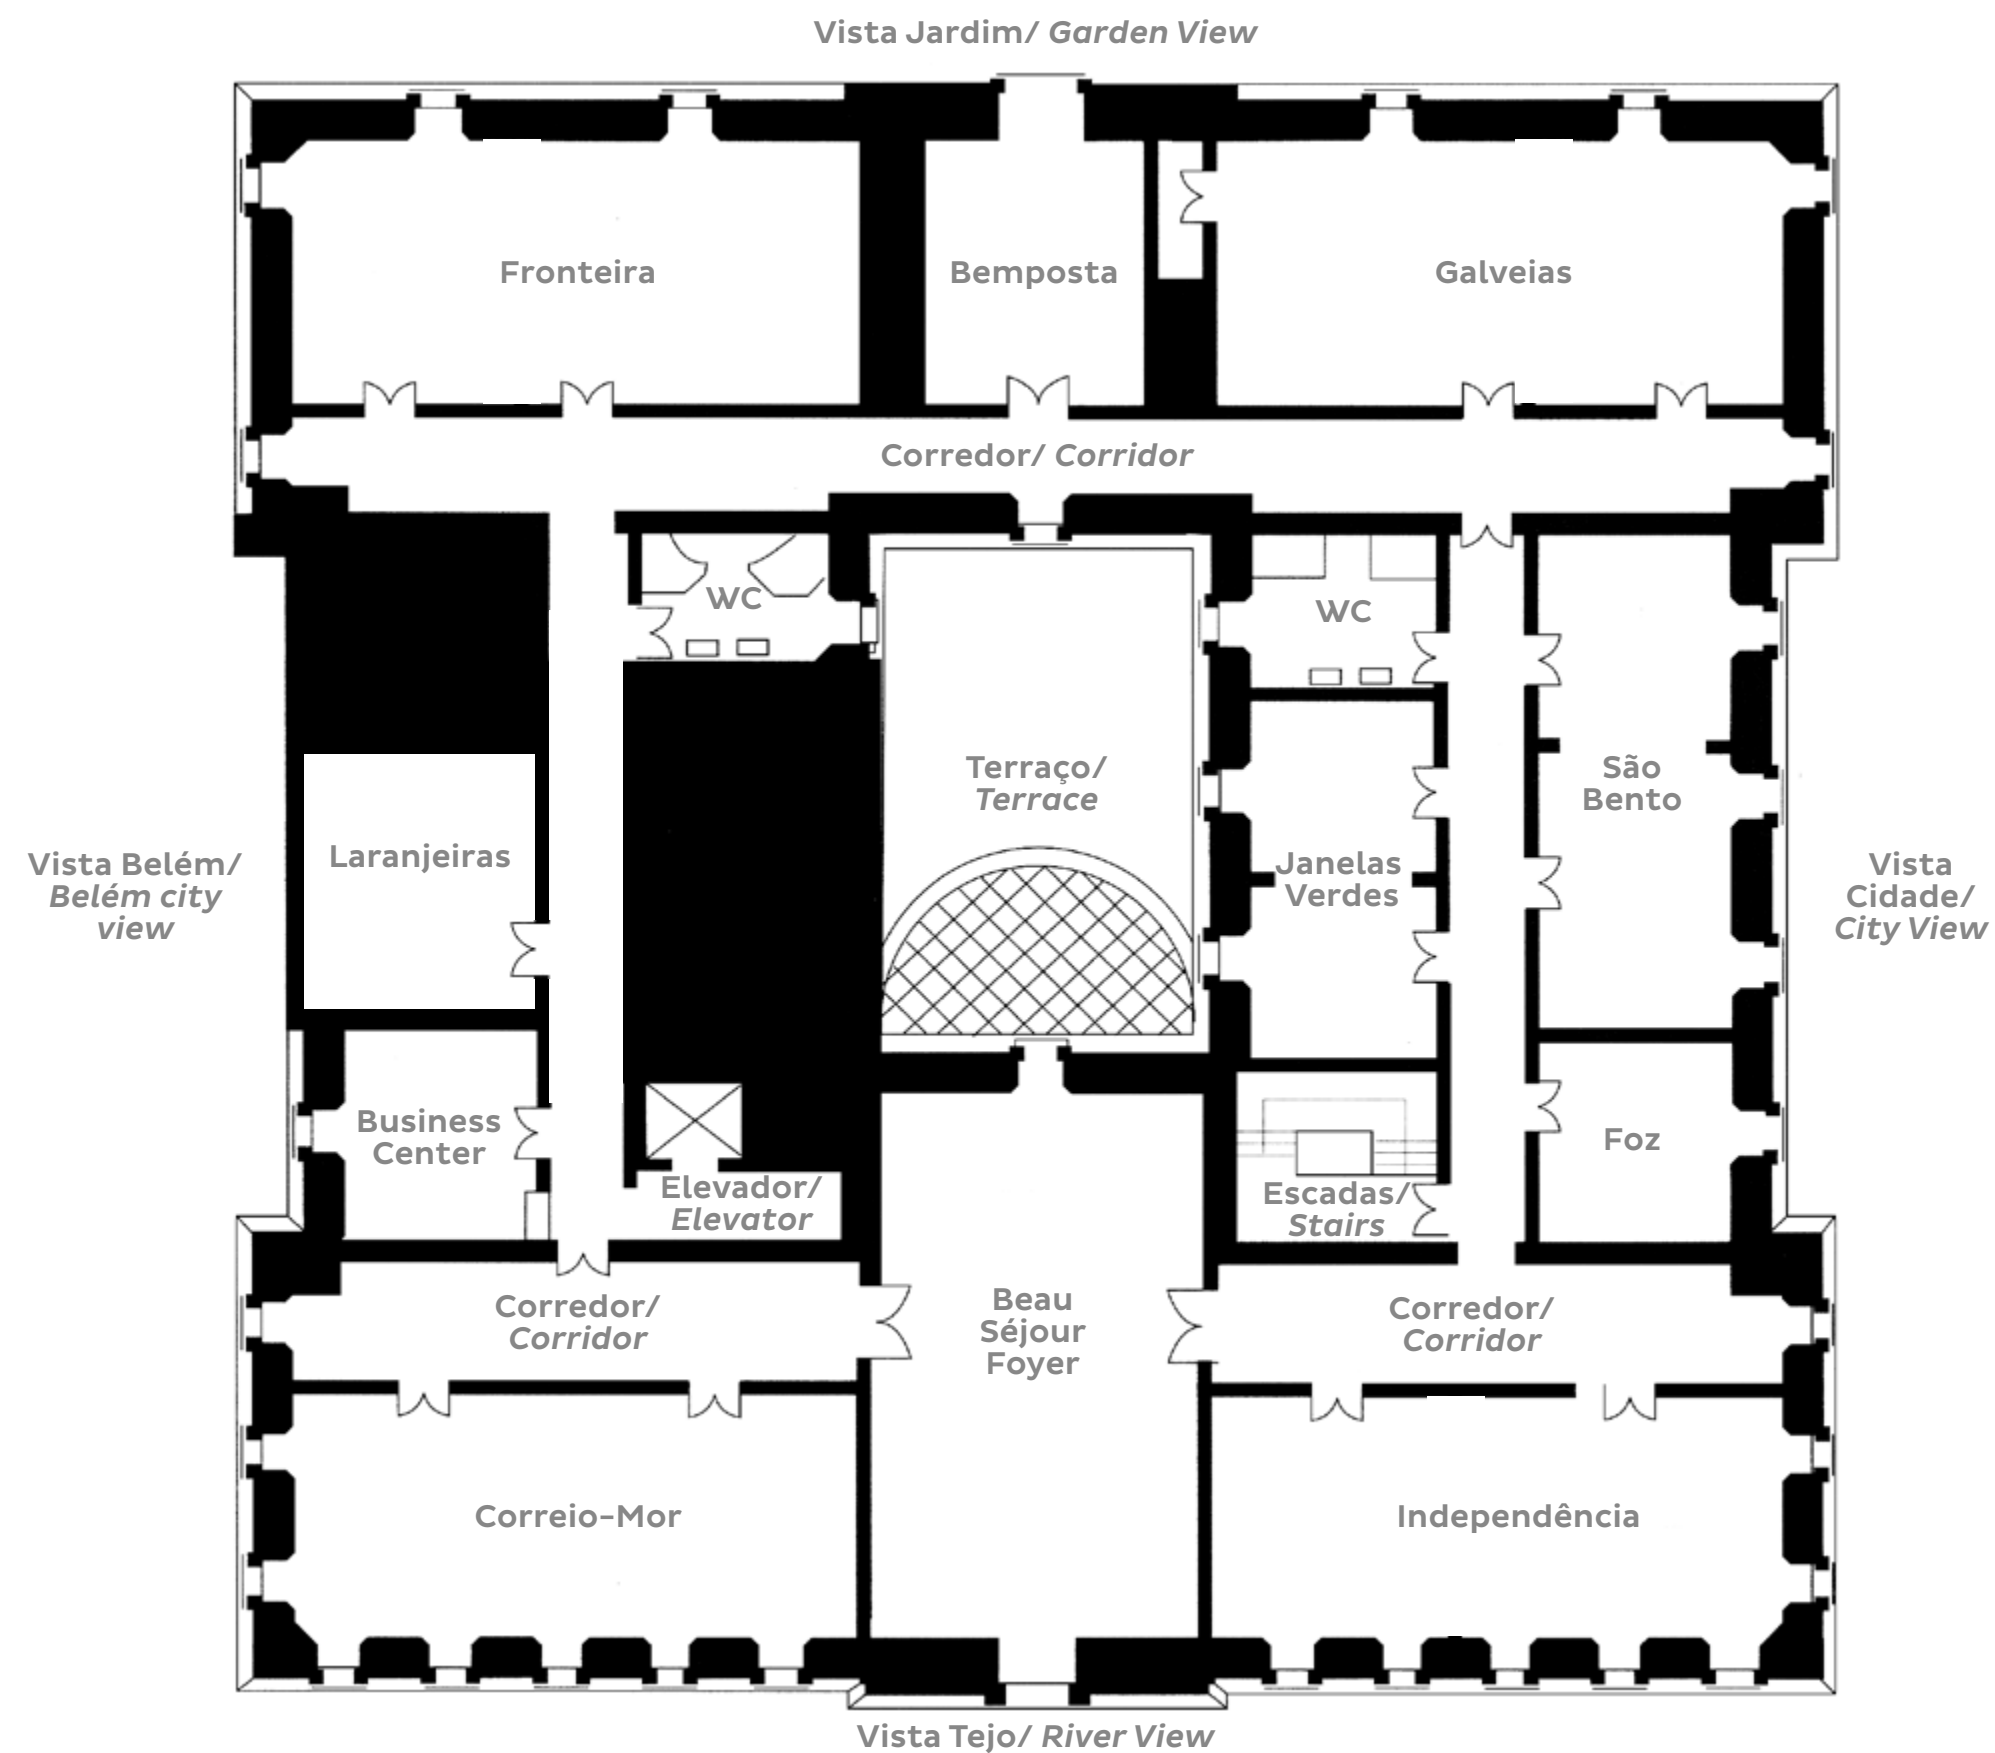 Vista Jardim/ Garden View
Fronteira
Bemposta
Galveias
Corredor/ Corridor
WC
WC
Terraço/
Terrace
São
Bento
Laranjeiras
Janelas
Verdes
Vista Belém/
Belém city
view
Vista
Cidade/
City View
Business
Center
Foz
Elevador/
Elevator
Escadas/
Stairs
Corredor/
Corridor
Beau
Séjour
Foyer
Corredor/
Corridor
Correio-Mor
Independência
Vista Tejo/ River View